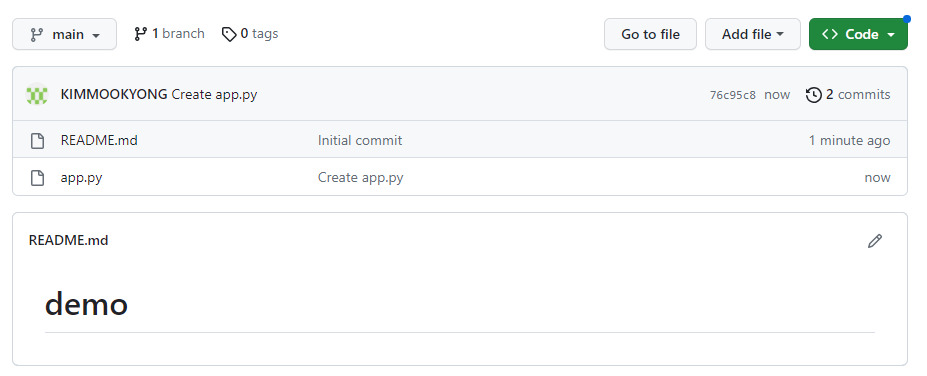 main 1 branch 0 tags Go to file Add file Code
KIMMOOKYONG Create app.py 76c95c8 now 2 commits
README.md Initial commit 1 minute ago
app.py Create app.py now
README.md
demo